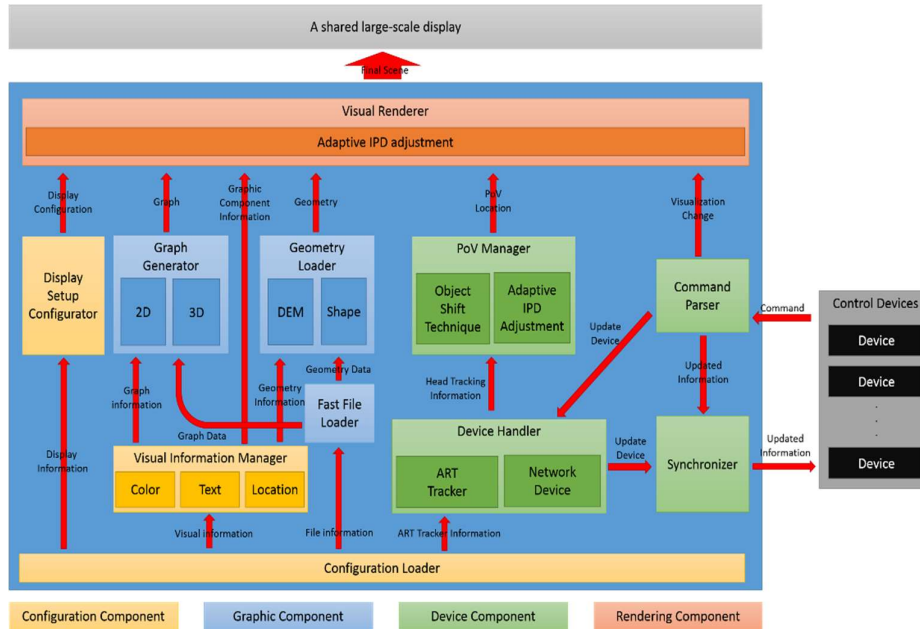 A shared large-scale display
Final Scene
Visual Renderer
Adaptive IPD adjustment
Display
Configuration
Graph
Graphic
Component
Information
Geometry
PoV
Location
Visualization
Change
Display
Setup
Configurator
Graph
Generator
2D
3D
Geometry
Loader
DEM
Shape
PoV Manager
Object
Shift
Technique
Adaptive
IPD
Adjustment
Command
Parser
Command
Control Devices
Device
Device
.
.
.
Device
Update
Device
Updated
Information
Graph
information
Geometry
Information
Geometry Data
Head Tracking
Information
Fast File
Loader
Graph Data
Display
Information
Visual Information Manager
Color
Text
Location
Device Handler
ART
Tracker
Network
Device
Update
Device
Synchronizer
Updated
Information
Visual information
File information
ART Tracker Information
Configuration Loader
Configuration Component
Graphic Component
Device Component
Rendering Component